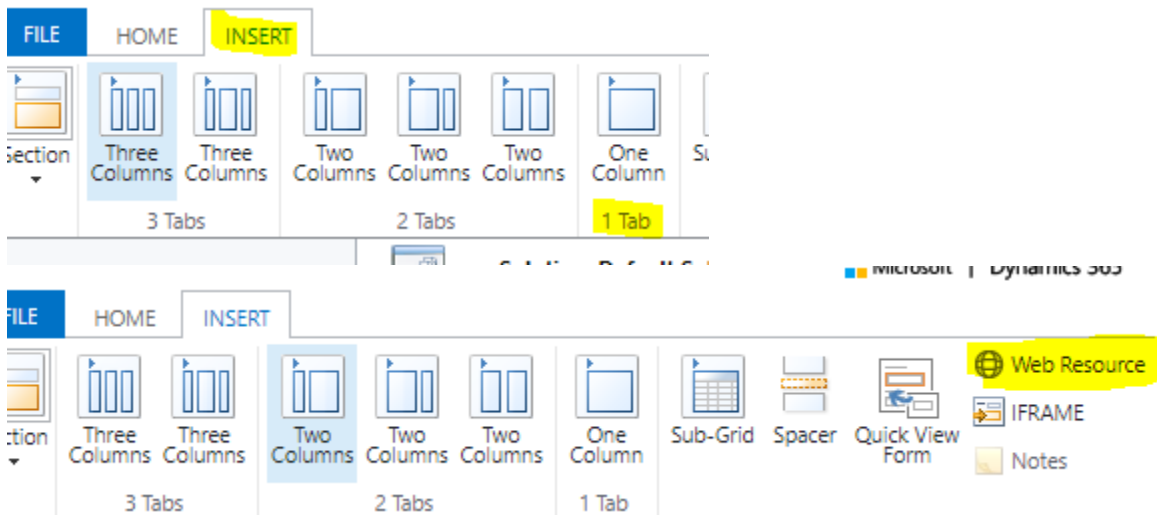 FILE HOME INSERT
Section Three Columns Three Columns Two Columns Two Columns Two Columns One Column
3 Tabs 2 Tabs 1 Tab
Microsoft | Dynamics 365
FILE HOME INSERT
Web Resource
IFRAME
Three Columns Three Columns Two Columns Two Columns Two Columns One Column Sub-Grid Spacer Quick View Form
Notes
3 Tabs 2 Tabs 1 Tab